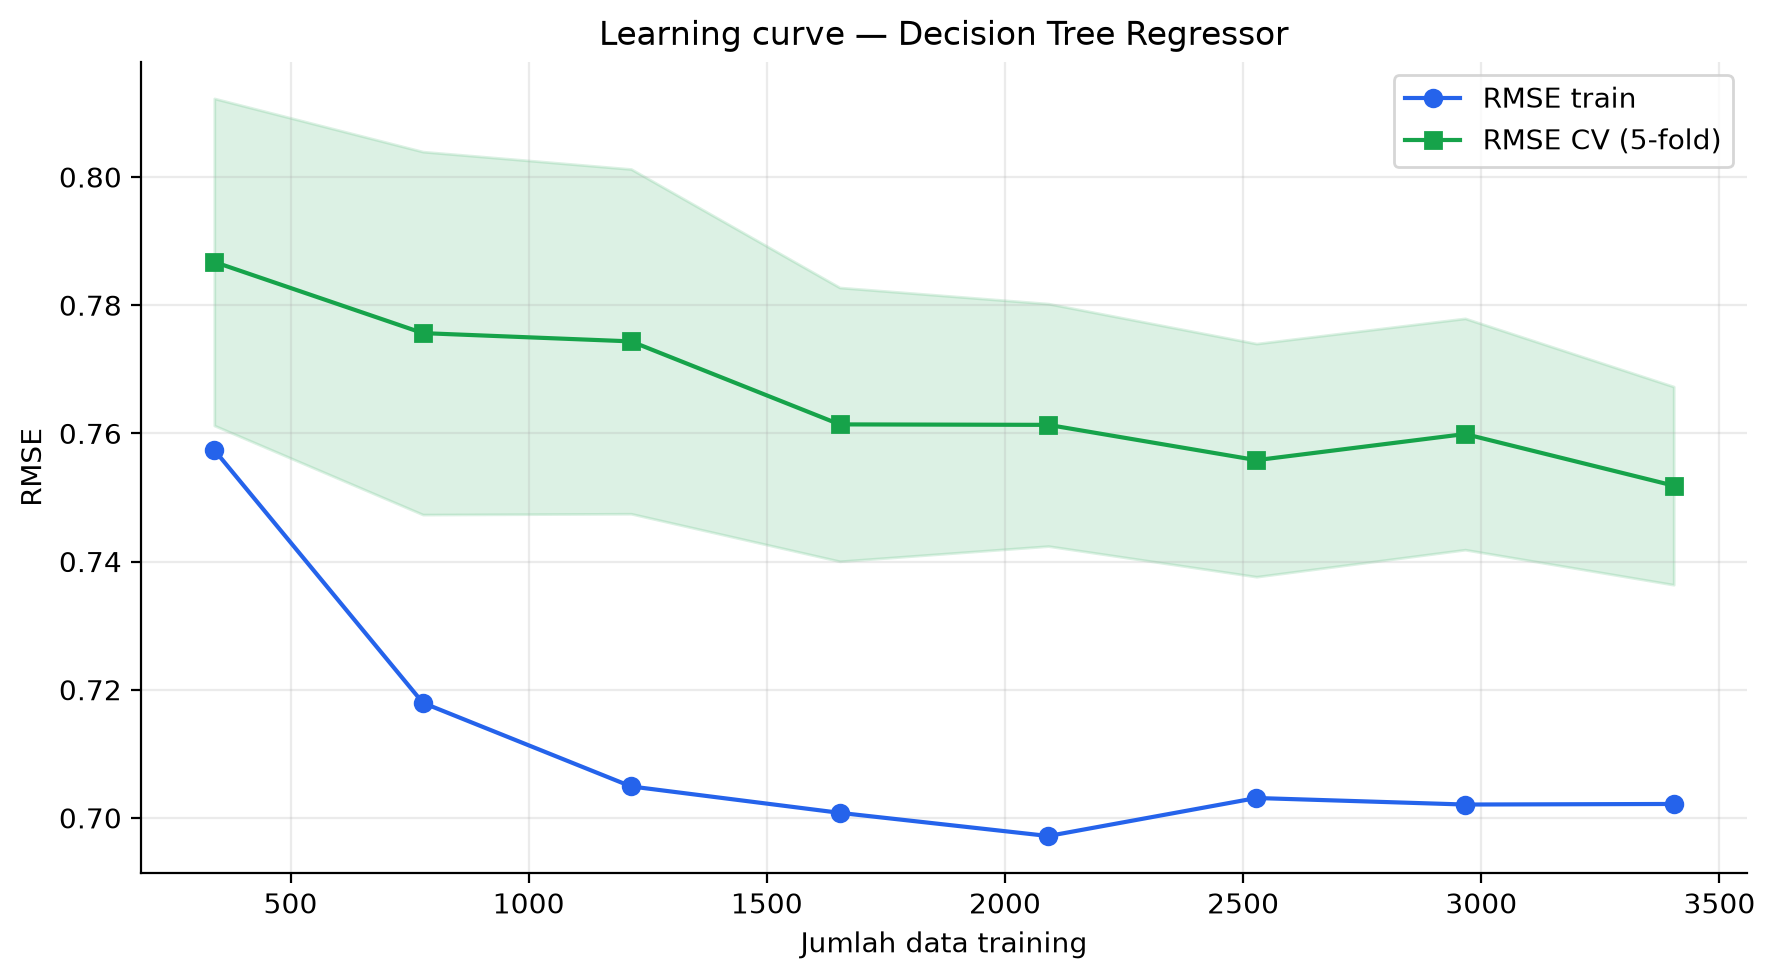 Learning curve — Decision Tree Regressor
RMSE train
RMSE CV (5-fold)
0.80
0.78
0.76
0.74
0.72
0.70
RMSE
500 1000 1500 2000 2500 3000 3500
Jumlah data training